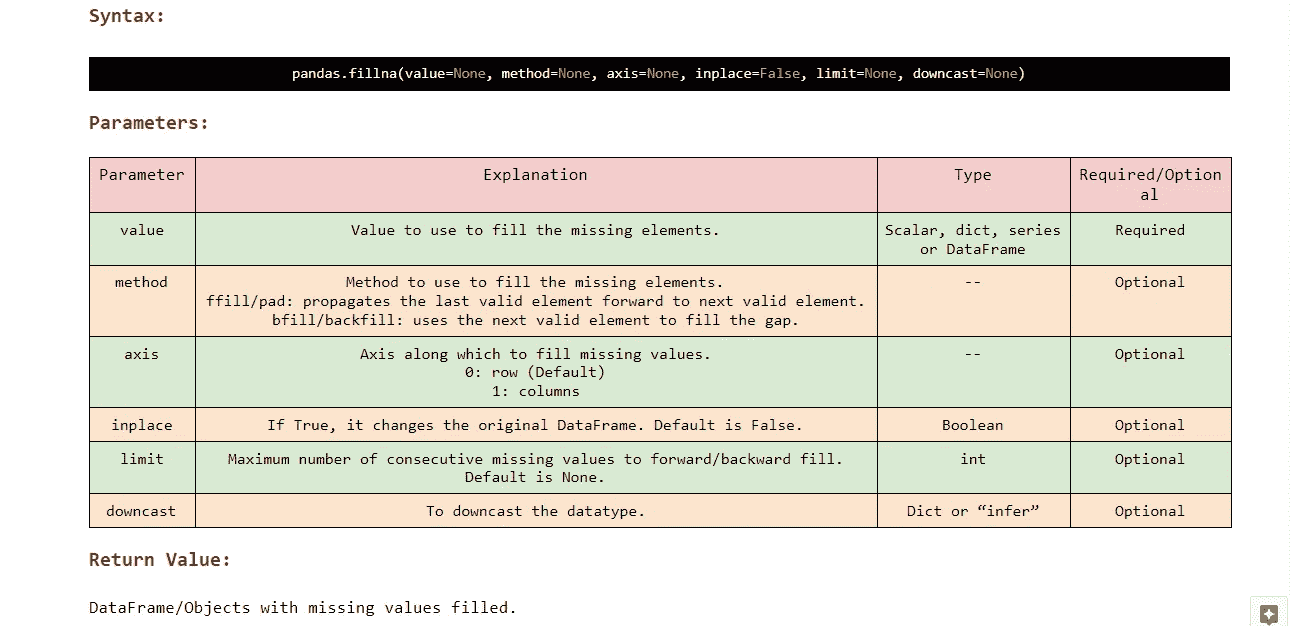 Syntax:
pandas.fillna(value=None, method=None, axis=None, inplace=False, limit=None, downcast=None)
Parameters:
Parameter Explanation Type Required/Option
al
value Value to use to fill the missing elements. Scalar, dict, series Required
or DataFrame
method Method to use to fill the missing elements. -- Optional
ffill/pad: propagates the last valid element forward to next valid element.
bfill/backfill: uses the next valid element to fill the gap.
axis Axis along which to fill missing values. -- Optional
0: row (Default)
1: columns
inplace If True, it changes the original DataFrame. Default is False. Boolean Optional
limit Maximum number of consecutive missing values to forward/backward fill. int Optional
Default is None.
downcast To downcast the datatype. Dict or “infer” Optional
Return Value:
DataFrame/Objects with missing values filled.